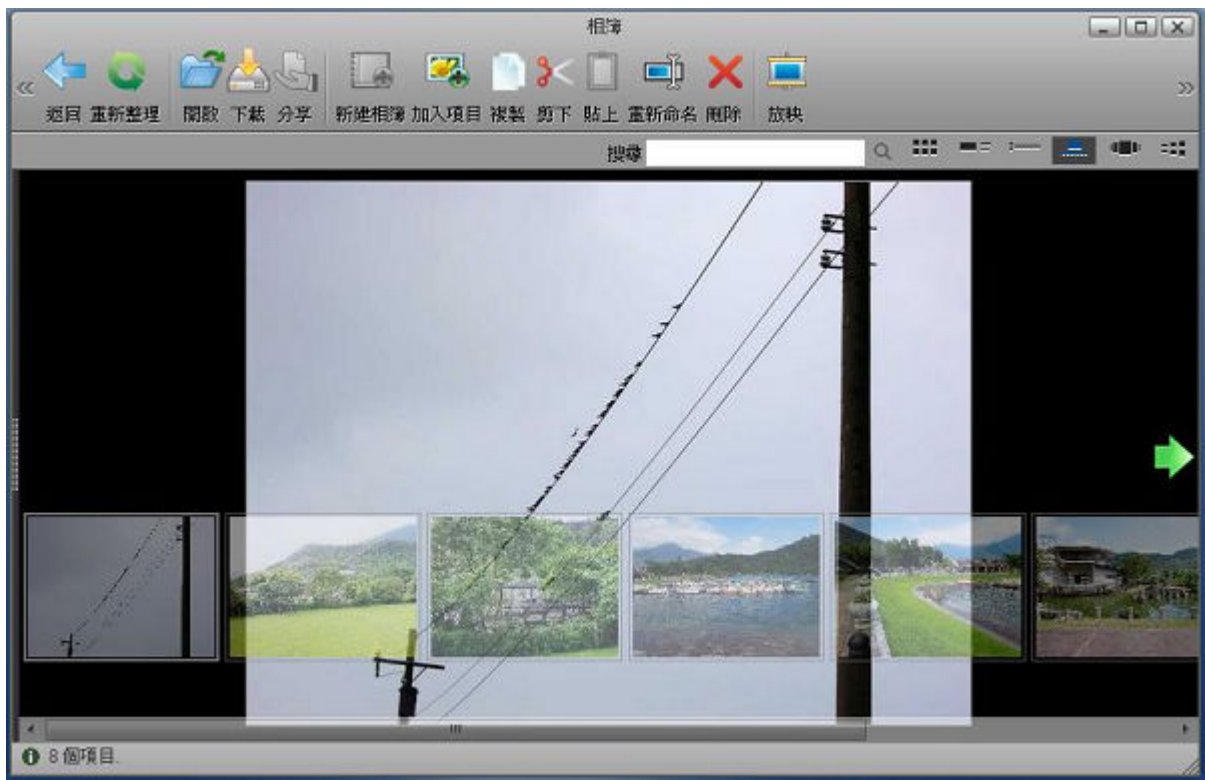 相簿
返回 重新整理 開啟 下載 分享 新建相簿 加入項目 複製 剪下 貼上 重新命名 刪除 放映
搜尋
8 個項目.